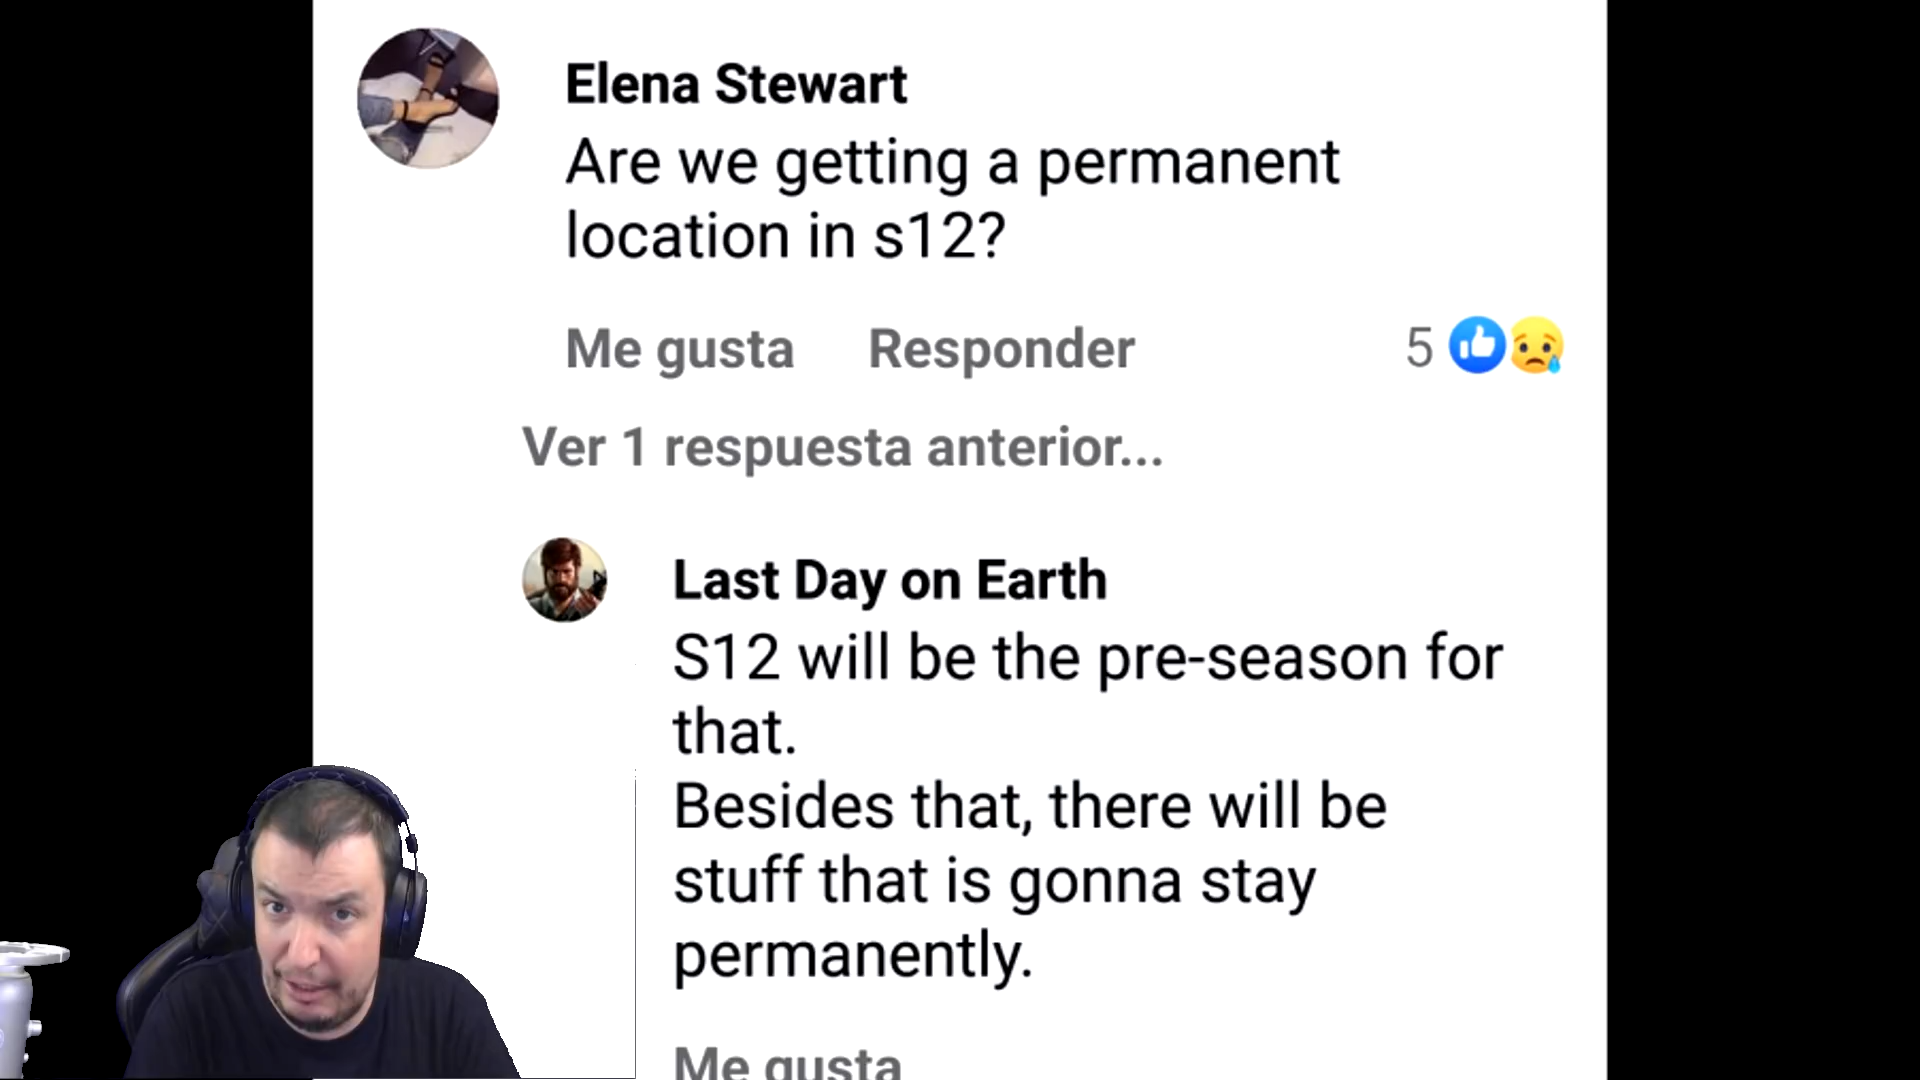 Elena Stewart
Are we getting a permanent
location in s12?
Me gusta Responder 5
Ver 1 respuesta anterior...
Last Day on Earth
S12 will be the pre-season for
that.
Besides that, there will be
stuff that is gonna stay
permanently.
Me gusta